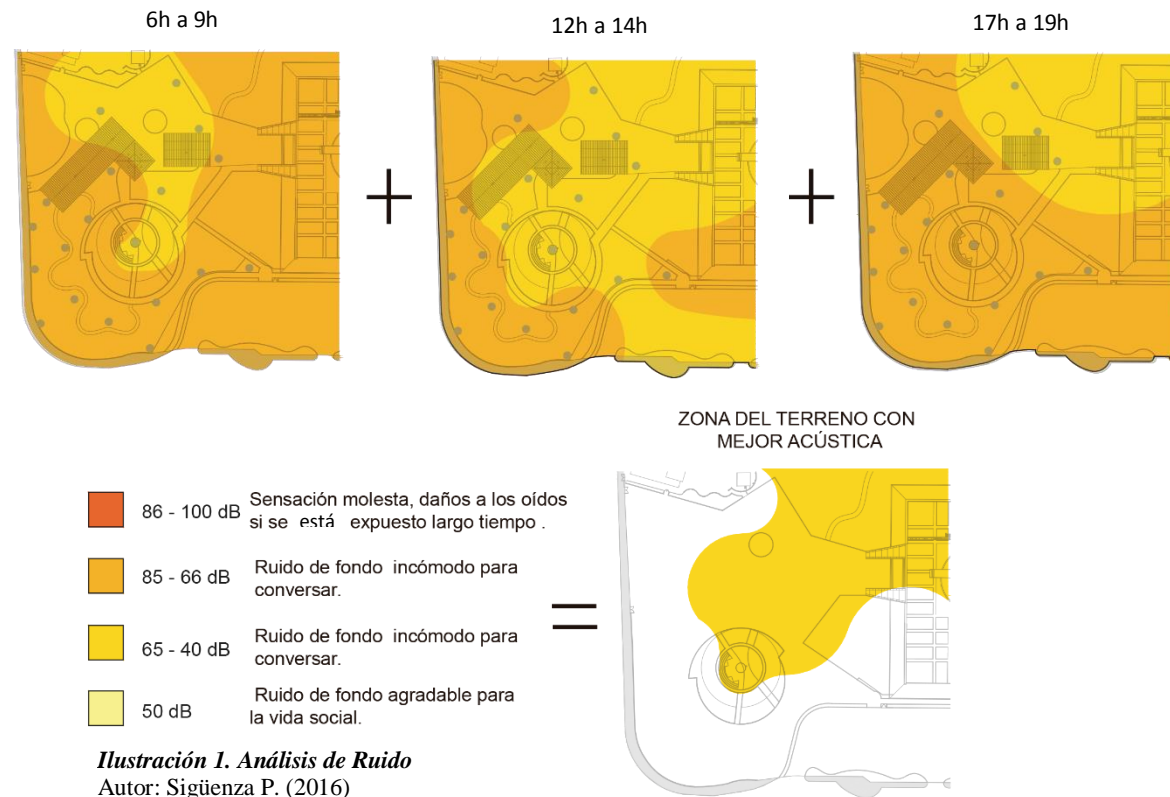 6h a 9h
12h a 14h
17h a 19h
ZONA DEL TERRENO CON
MEJOR ACÚSTICA
86 - 100 dB Sensación molesta, daños a los oídos
si se está expuesto largo tiempo .
85 - 66 dB Ruido de fondo incómodo para
conversar.
65 - 40 dB Ruido de fondo incómodo para
conversar.
50 dB Ruido de fondo agradable para
la vida social.
Ilustración 1. Análisis de Ruido
Autor: Sigüenza P. (2016)